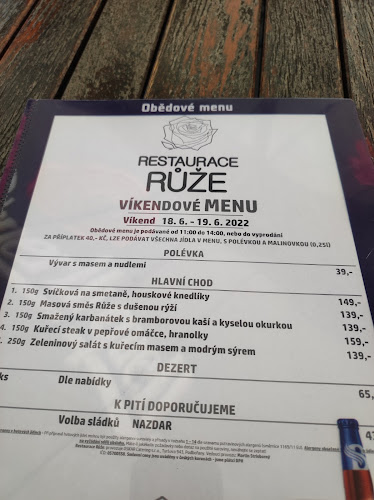 Obědové menu
RESTAURACE
RŮŽE
VÍKENDOVÉ MENU
Víkend 18.6. - 19.6. 2022
Obědové menu je podávané od 11:00 do 14:00, nebo do vyprodání
ZA PŘÍPLATEK 40,- KČ, LZE PODÁVAT VŠECHNA JÍDLA V MENU, S POLÉVKOU A MALINOVKOU (0,25l)
POLÉVKA
Vývar s masem a nudlemi 39,-
HLAVNÍ CHOD
1. 150g Svíčková na smetaně, houskové knedlíky 149,-
2. 150g Masová směs Růže s dušenou rýží 139,-
3. 150g Smažený karbanátek s bramborovou kaší a kyselou okurkou 139,-
4. 150g Kuřecí steak v pepřové omáčce, hranolky 159,-
250g Zeleninový salát s kuřecím masem a modrým sýrem 139,-
DEZERT
ks Dle nabídky 65,
K PITÍ DOPORUČUJEME
Volba sládků NAZDAR 47